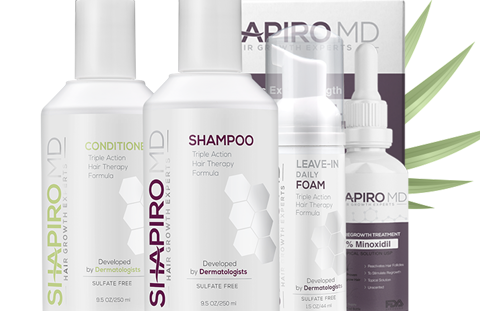 SHAPIRO MD
HAIR GROWTH EXPERTS
CONDITIONE
Triple Action
Hair Therapy
Formula
Developed
by Dermatologists
SULFATE FREE
9.5 OZ/250 ml
SHAPIRO MD
HAIR GROWTH EXPERTS
SHAMPOO
Triple Action
Hair Therapy
Formula
Developed
by Dermatologists
SULFATE FREE
9.5 OZ/250 ml
LEAVE-IN
DAILY
FOAM
Triple Action
Hair Therapy
Formula
Developed
by Dermatologists
SULFATE FREE
HAPIRO MD
HAIR GROWTH EXPERTS
APIRO MD
GROWTH EXPERTS
REGROWTH TREATMENT
% Minoxidil